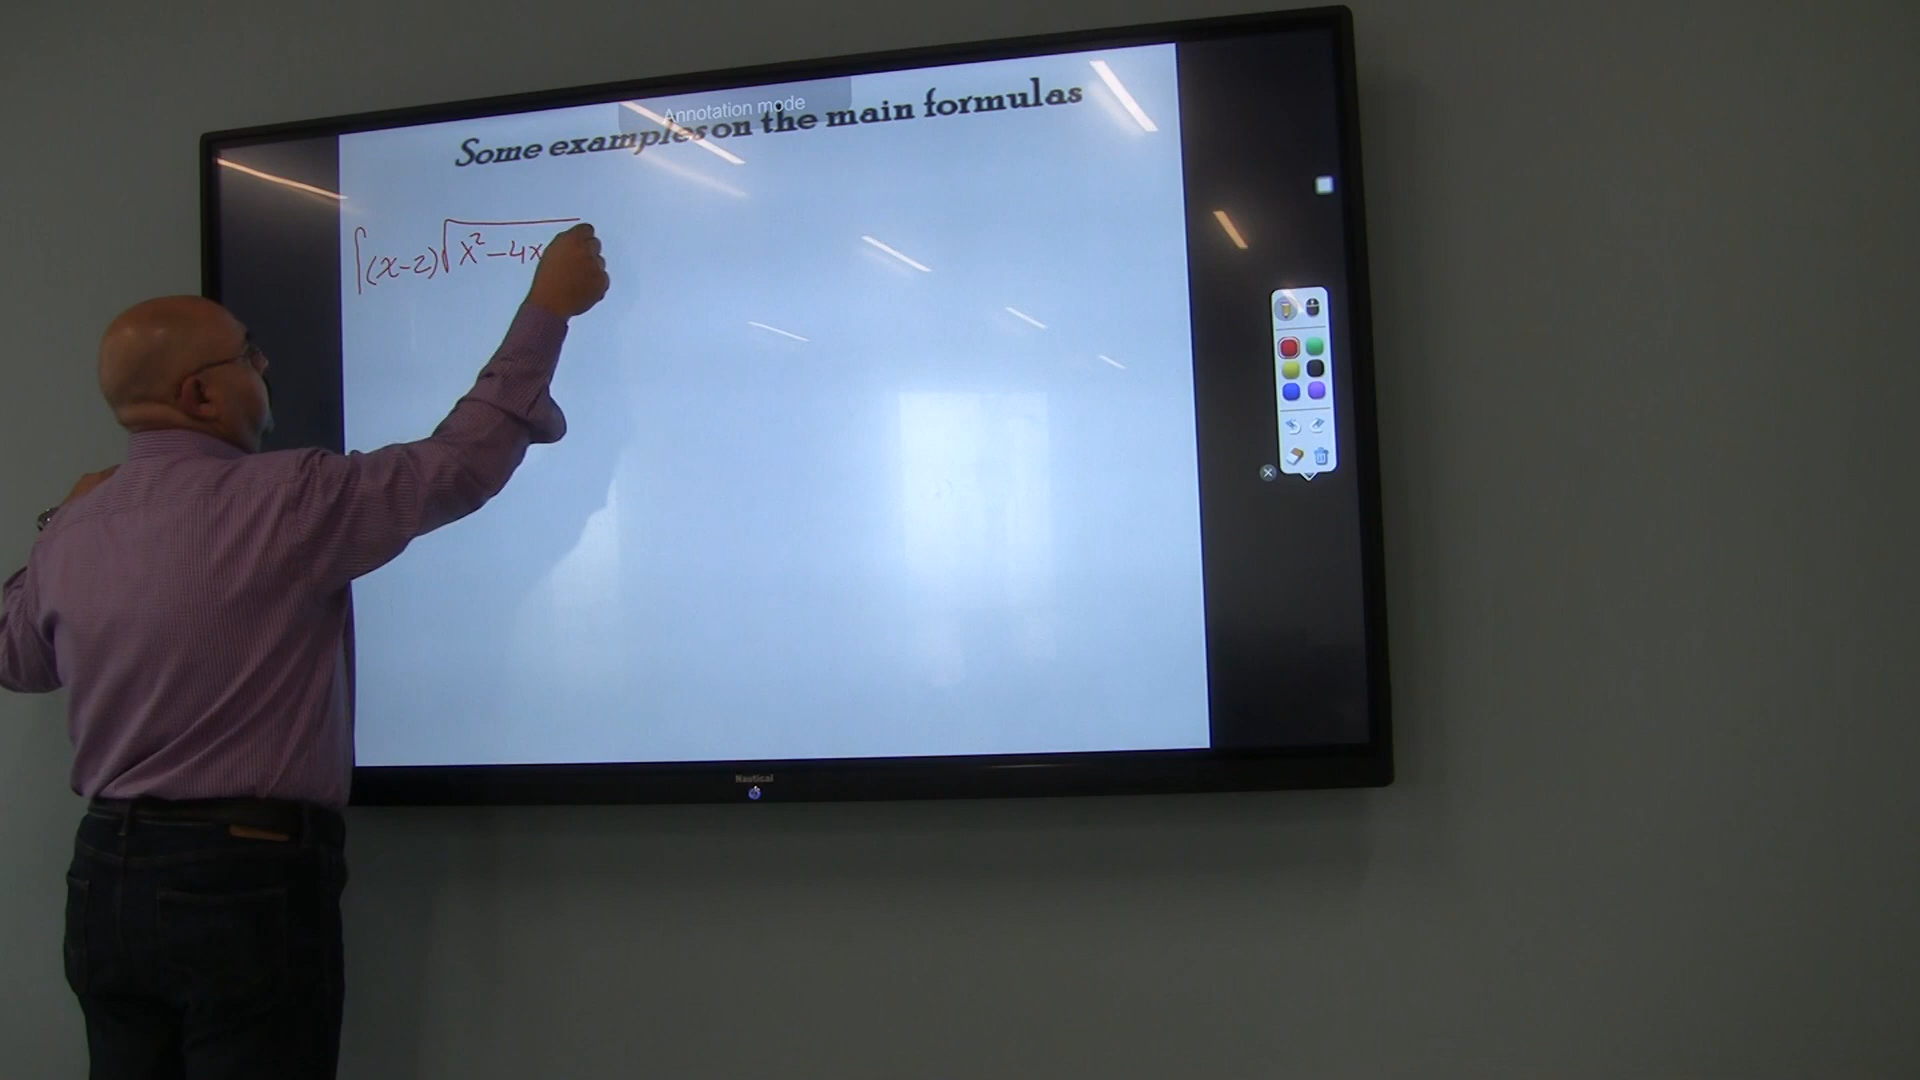 Annotation mode
Some examples on the main formulas
∫(x-2)√x²-4x
Nautical